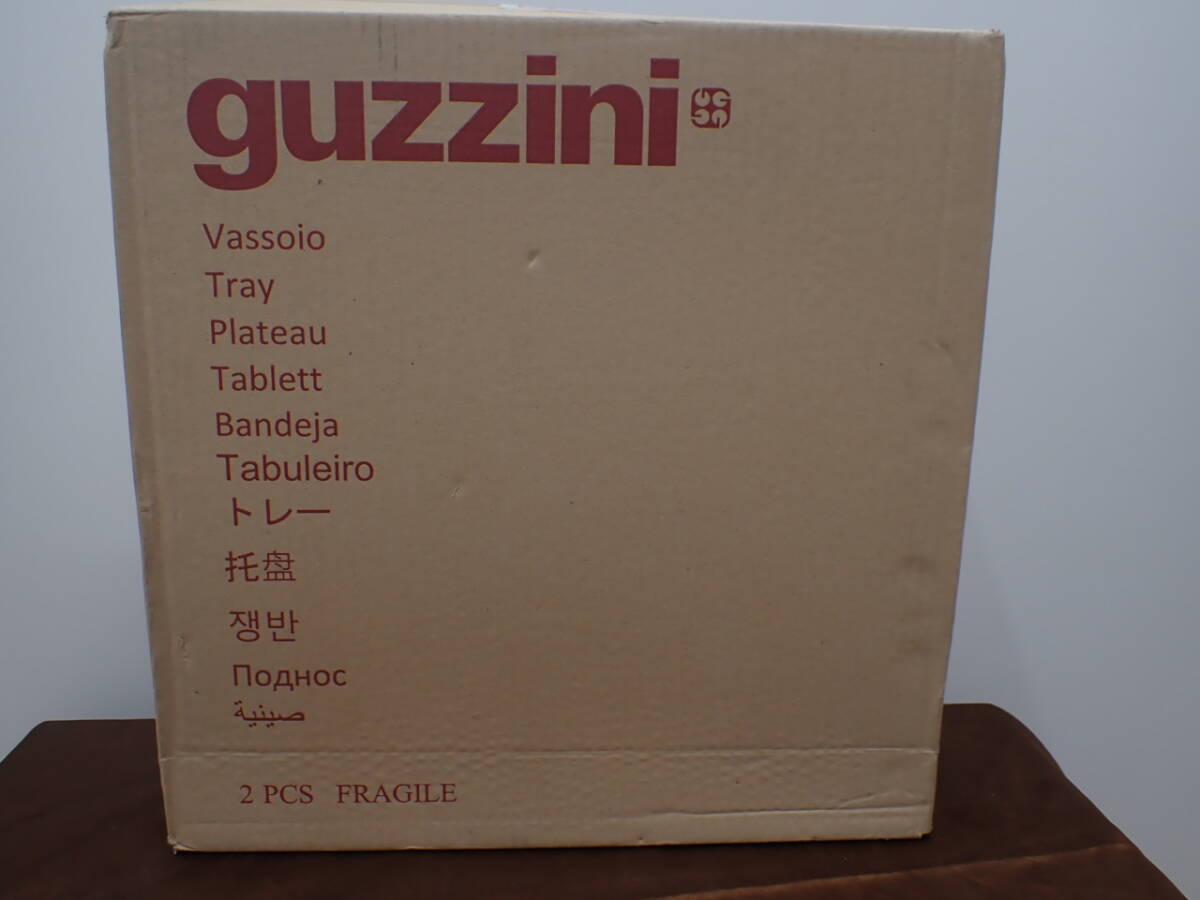 guzzini
Vassoio
Tray
Plateau
Tablett
Bandeja
Tabuleiro
トレー
托盘
쟁반
Поднос
صينية
2 PCS FRAGILE